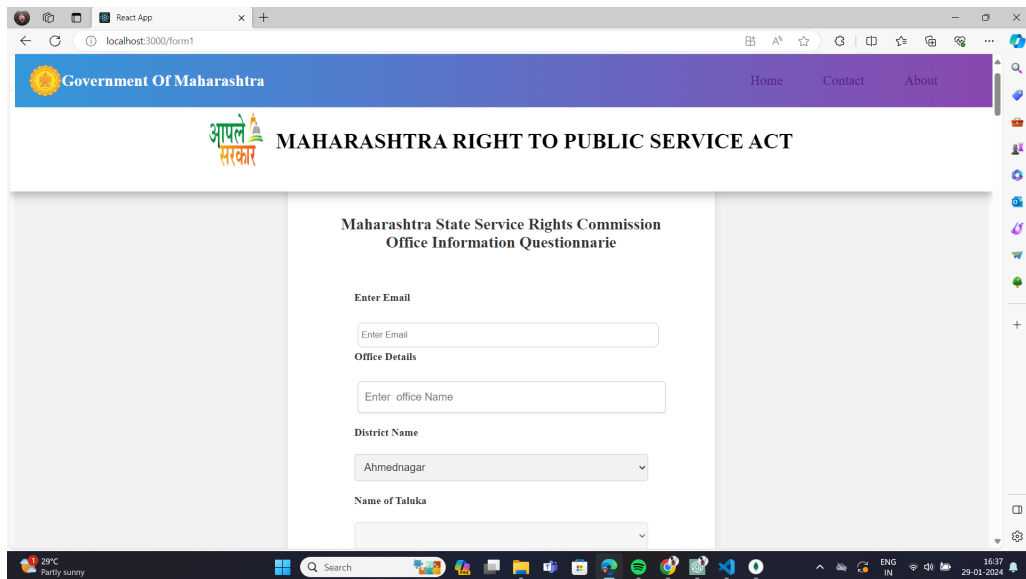 React App
localhost:3000/form1
Government Of Maharashtra
Home Contact About
आपले
सरकार
MAHARASHTRA RIGHT TO PUBLIC SERVICE ACT
Maharashtra State Service Rights Commission
Office Information Questionnarie
Enter Email
Enter Email
Office Details
Enter office Name
District Name
Ahmednagar
Name of Taluka
1
29°C
Partly sunny
Search
ENG
IN
16:37
29-01-2024